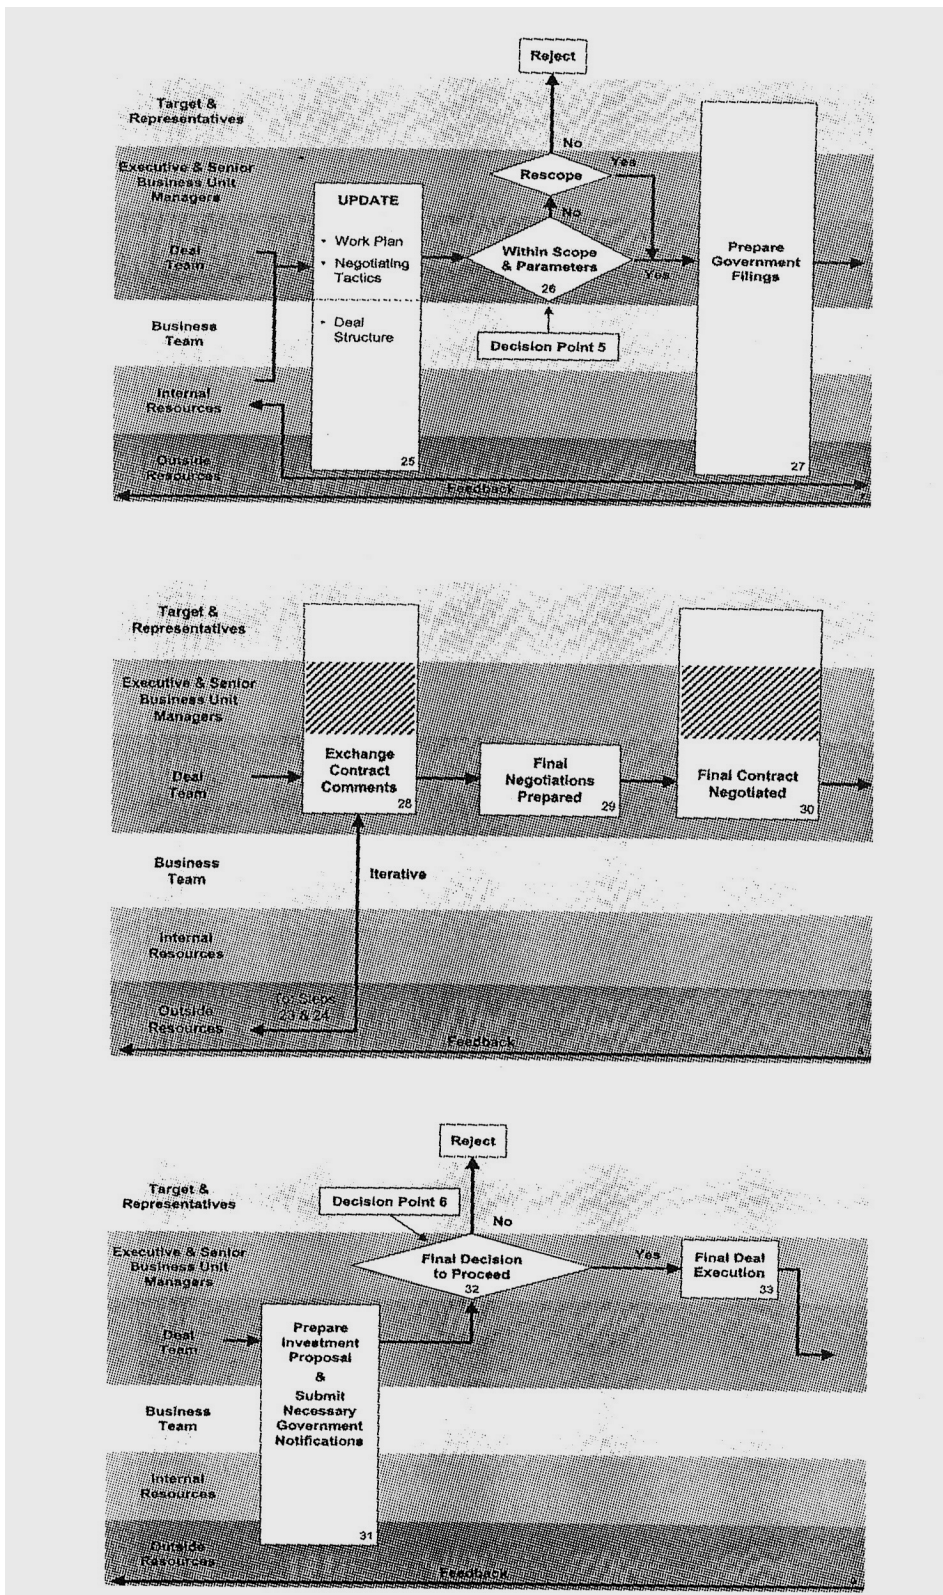 Reject
Target &
Representatives
No
Executive & Senior
Business Unit
Managers
Rescope
Yes
UPDATE
No
Deal
Team
Work Plan
Negotiating
Tactics
Within Scope
& Parameters
26
Yes
Prepare
Government
Filings
Deal
Structure
Business
Team
Decision Point 5
Internal
Resources
Outside
Resources
25
27
Feedback
Target &
Representatives
Executive & Senior
Business Unit
Managers
Deal
Team
Exchange
Contract
Comments
28
Final
Negotiations
Prepared
29
Final Contract
Negotiated
30
Business
Team
Iterative
Internal
Resources
To: Steps
23 & 24
Outside
Resources
Feedback
Reject
Target &
Representatives
Decision Point 6
No
Executive & Senior
Business Unit
Managers
Final Decision
to Proceed
32
Yes
Final Deal
Execution
33
Deal
Team
Prepare
Investment
Proposal
&
Submit
Necessary
Government
Notifications
Business
Team
Internal
Resources
31
Outside
Resources
Feedback